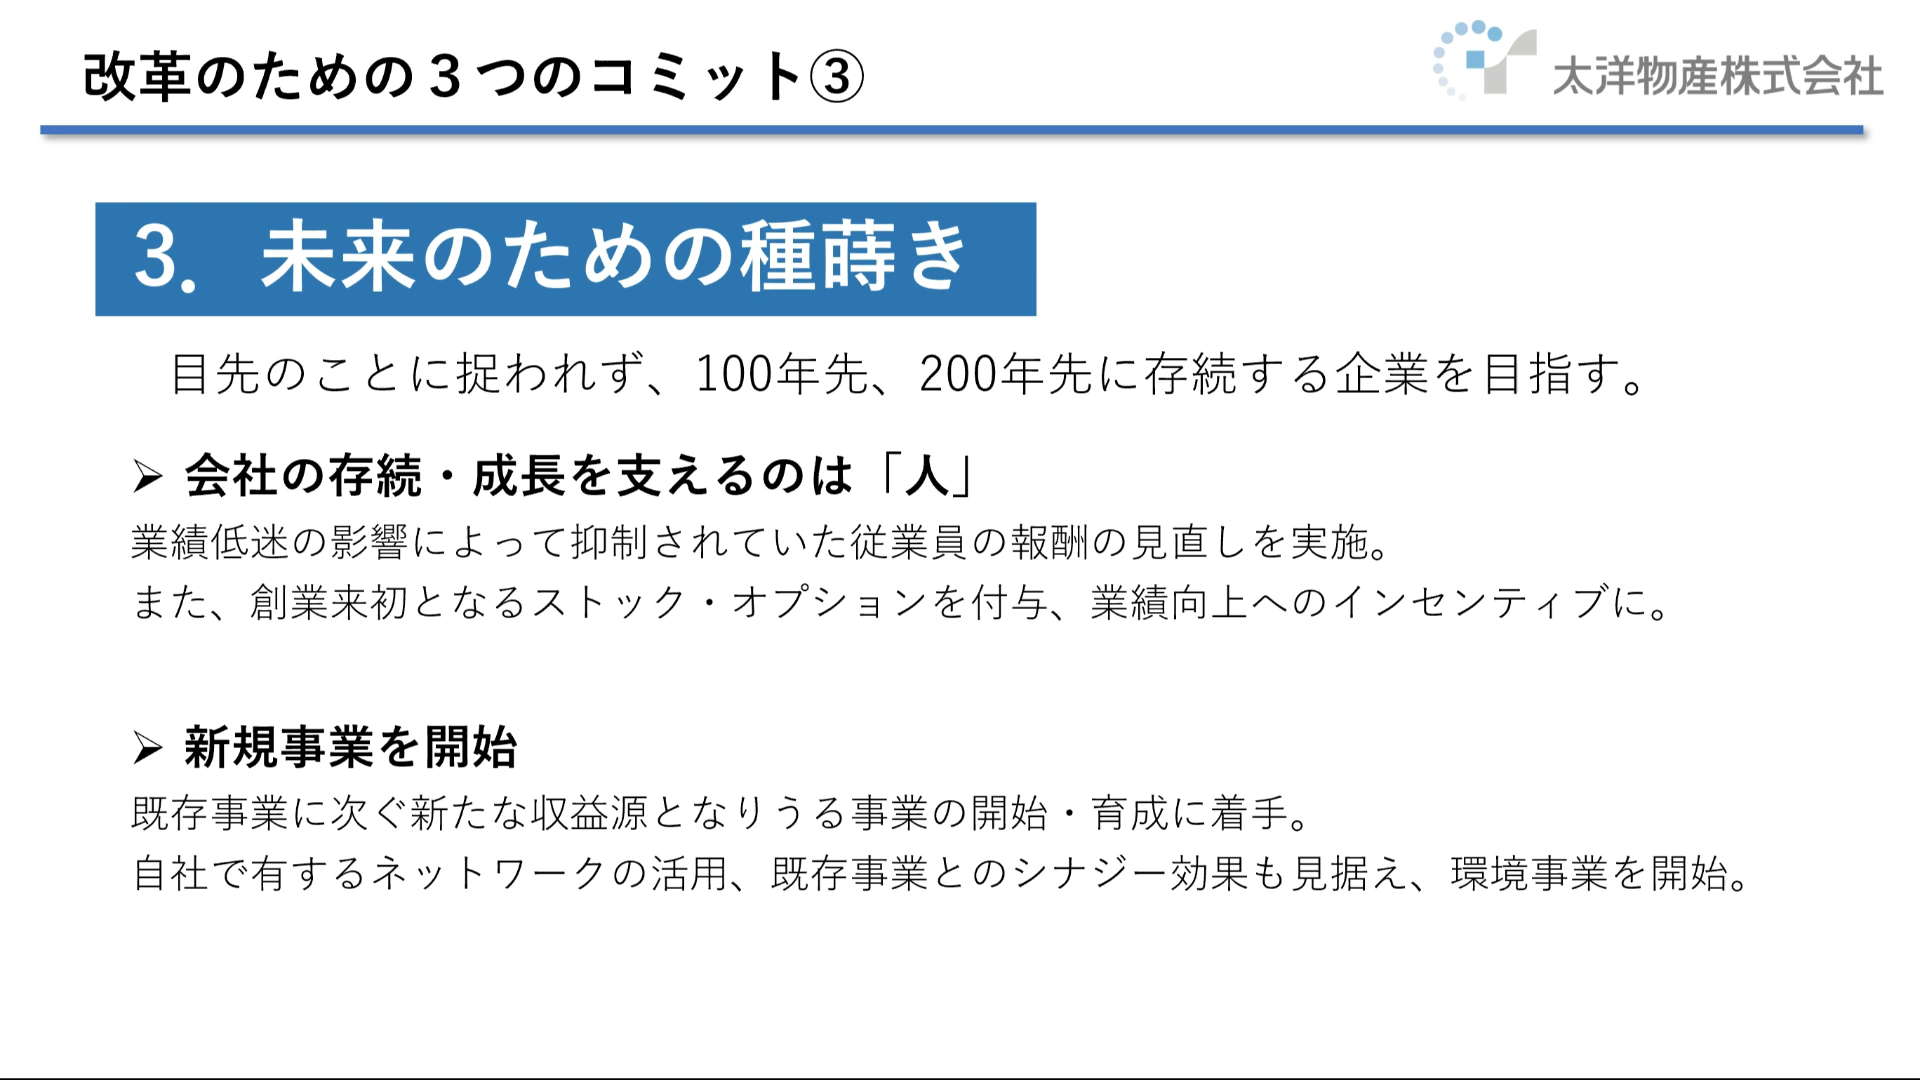 改革のための３つのコミット③
太洋物産株式会社
3. 未来のための種蒔き
目先のことに捉われず、100年先、200年先に存続する企業を目指す。
➢ 会社の存続・成長を支えるのは「人」
業績低迷の影響によって抑制されていた従業員の報酬の見直しを実施。
また、創業来初となるストック・オプションを付与、業績向上へのインセンティブに。
➢ 新規事業を開始
既存事業に次ぐ新たな収益源となりうる事業の開始・育成に着手。
自社で有するネットワークの活用、既存事業とのシナジー効果も見据え、環境事業を開始。